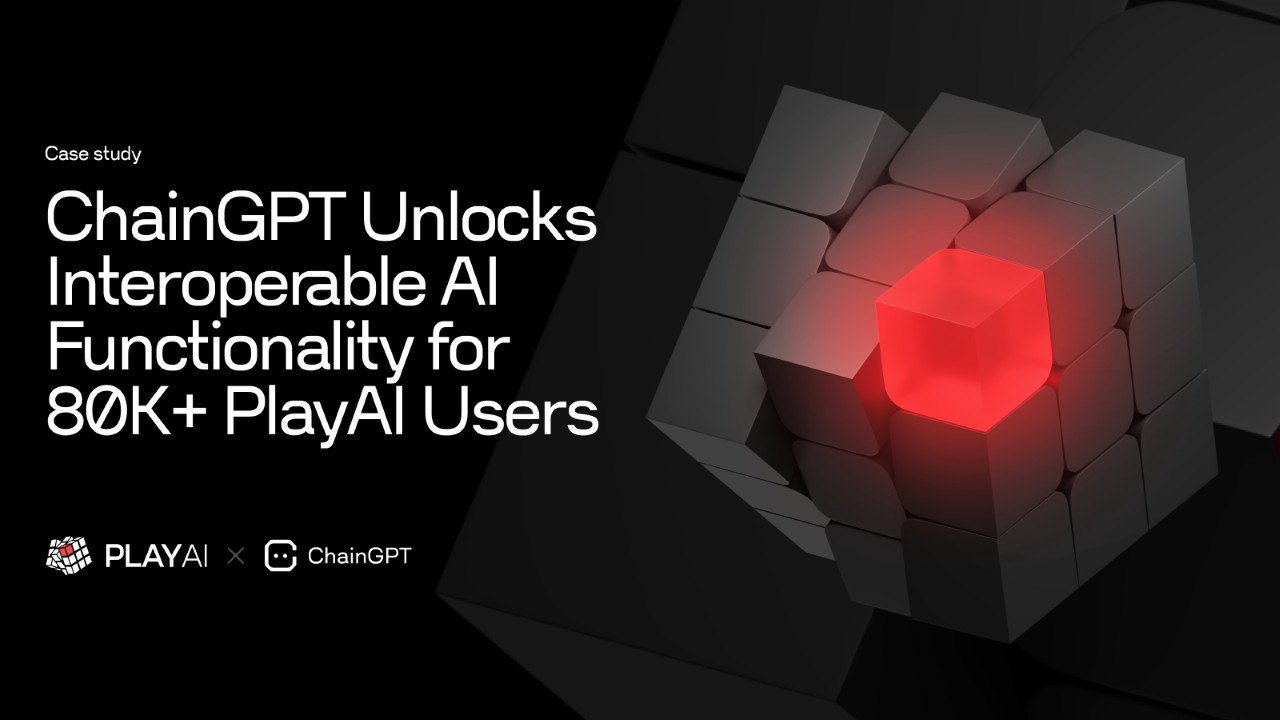 Case study
ChainGPT Unlocks
Interoperable AI
Functionality for
80K+ PlayAI Users
PLAYAI × ChainGPT